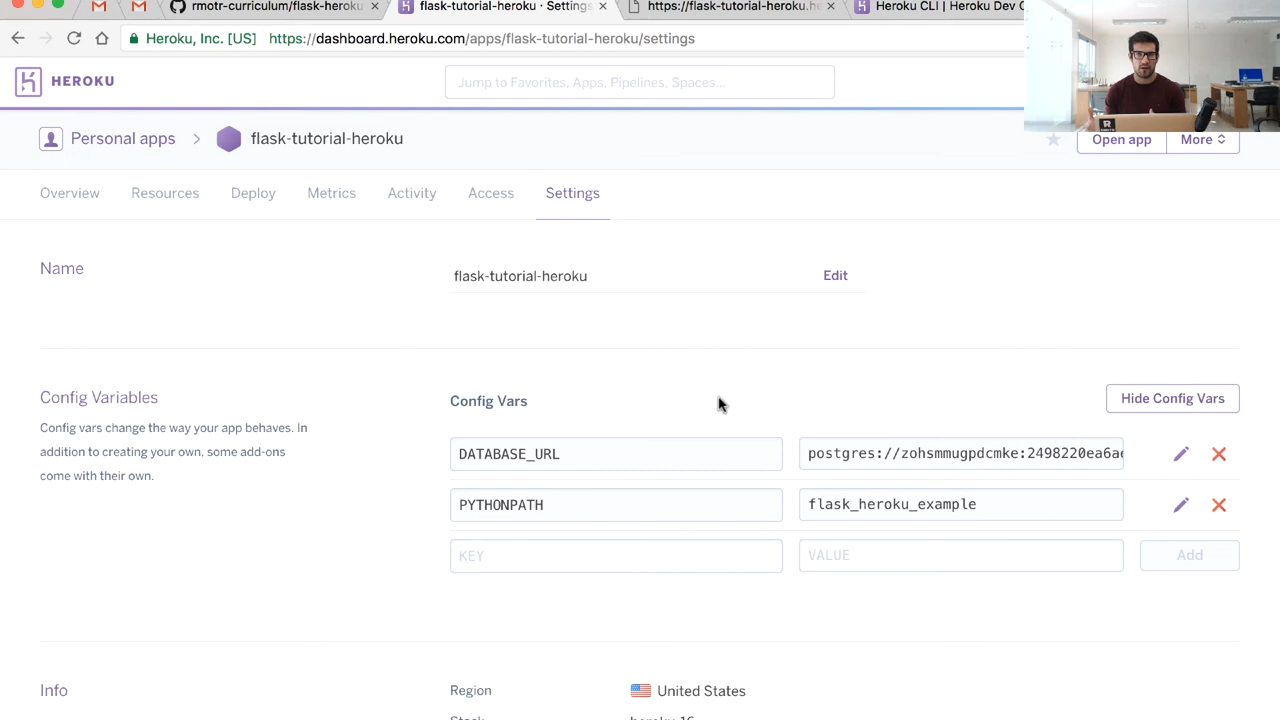 rmotr-curriculum/flask-heroku
flask-tutorial-heroku · Settings
https://flask-tutorial-heroku.he
Heroku CLI | Heroku Dev C
Heroku, Inc. [US]
https://dashboard.heroku.com/apps/flask-tutorial-heroku/settings
HEROKU
Jump to Favorites, Apps, Pipelines, Spaces...
Personal apps
flask-tutorial-heroku
Open app
More
Overview
Resources
Deploy
Metrics
Activity
Access
Settings
Name
flask-tutorial-heroku
Edit
Config Variables
Config vars change the way your app behaves. In
addition to creating your own, some add-ons
come with their own.
Config Vars
Hide Config Vars
DATABASE_URL
postgres://zohsmmugpdcmke:2498220ea6a
PYTHONPATH
flask_heroku_example
KEY
VALUE
Add
Info
Region
United States